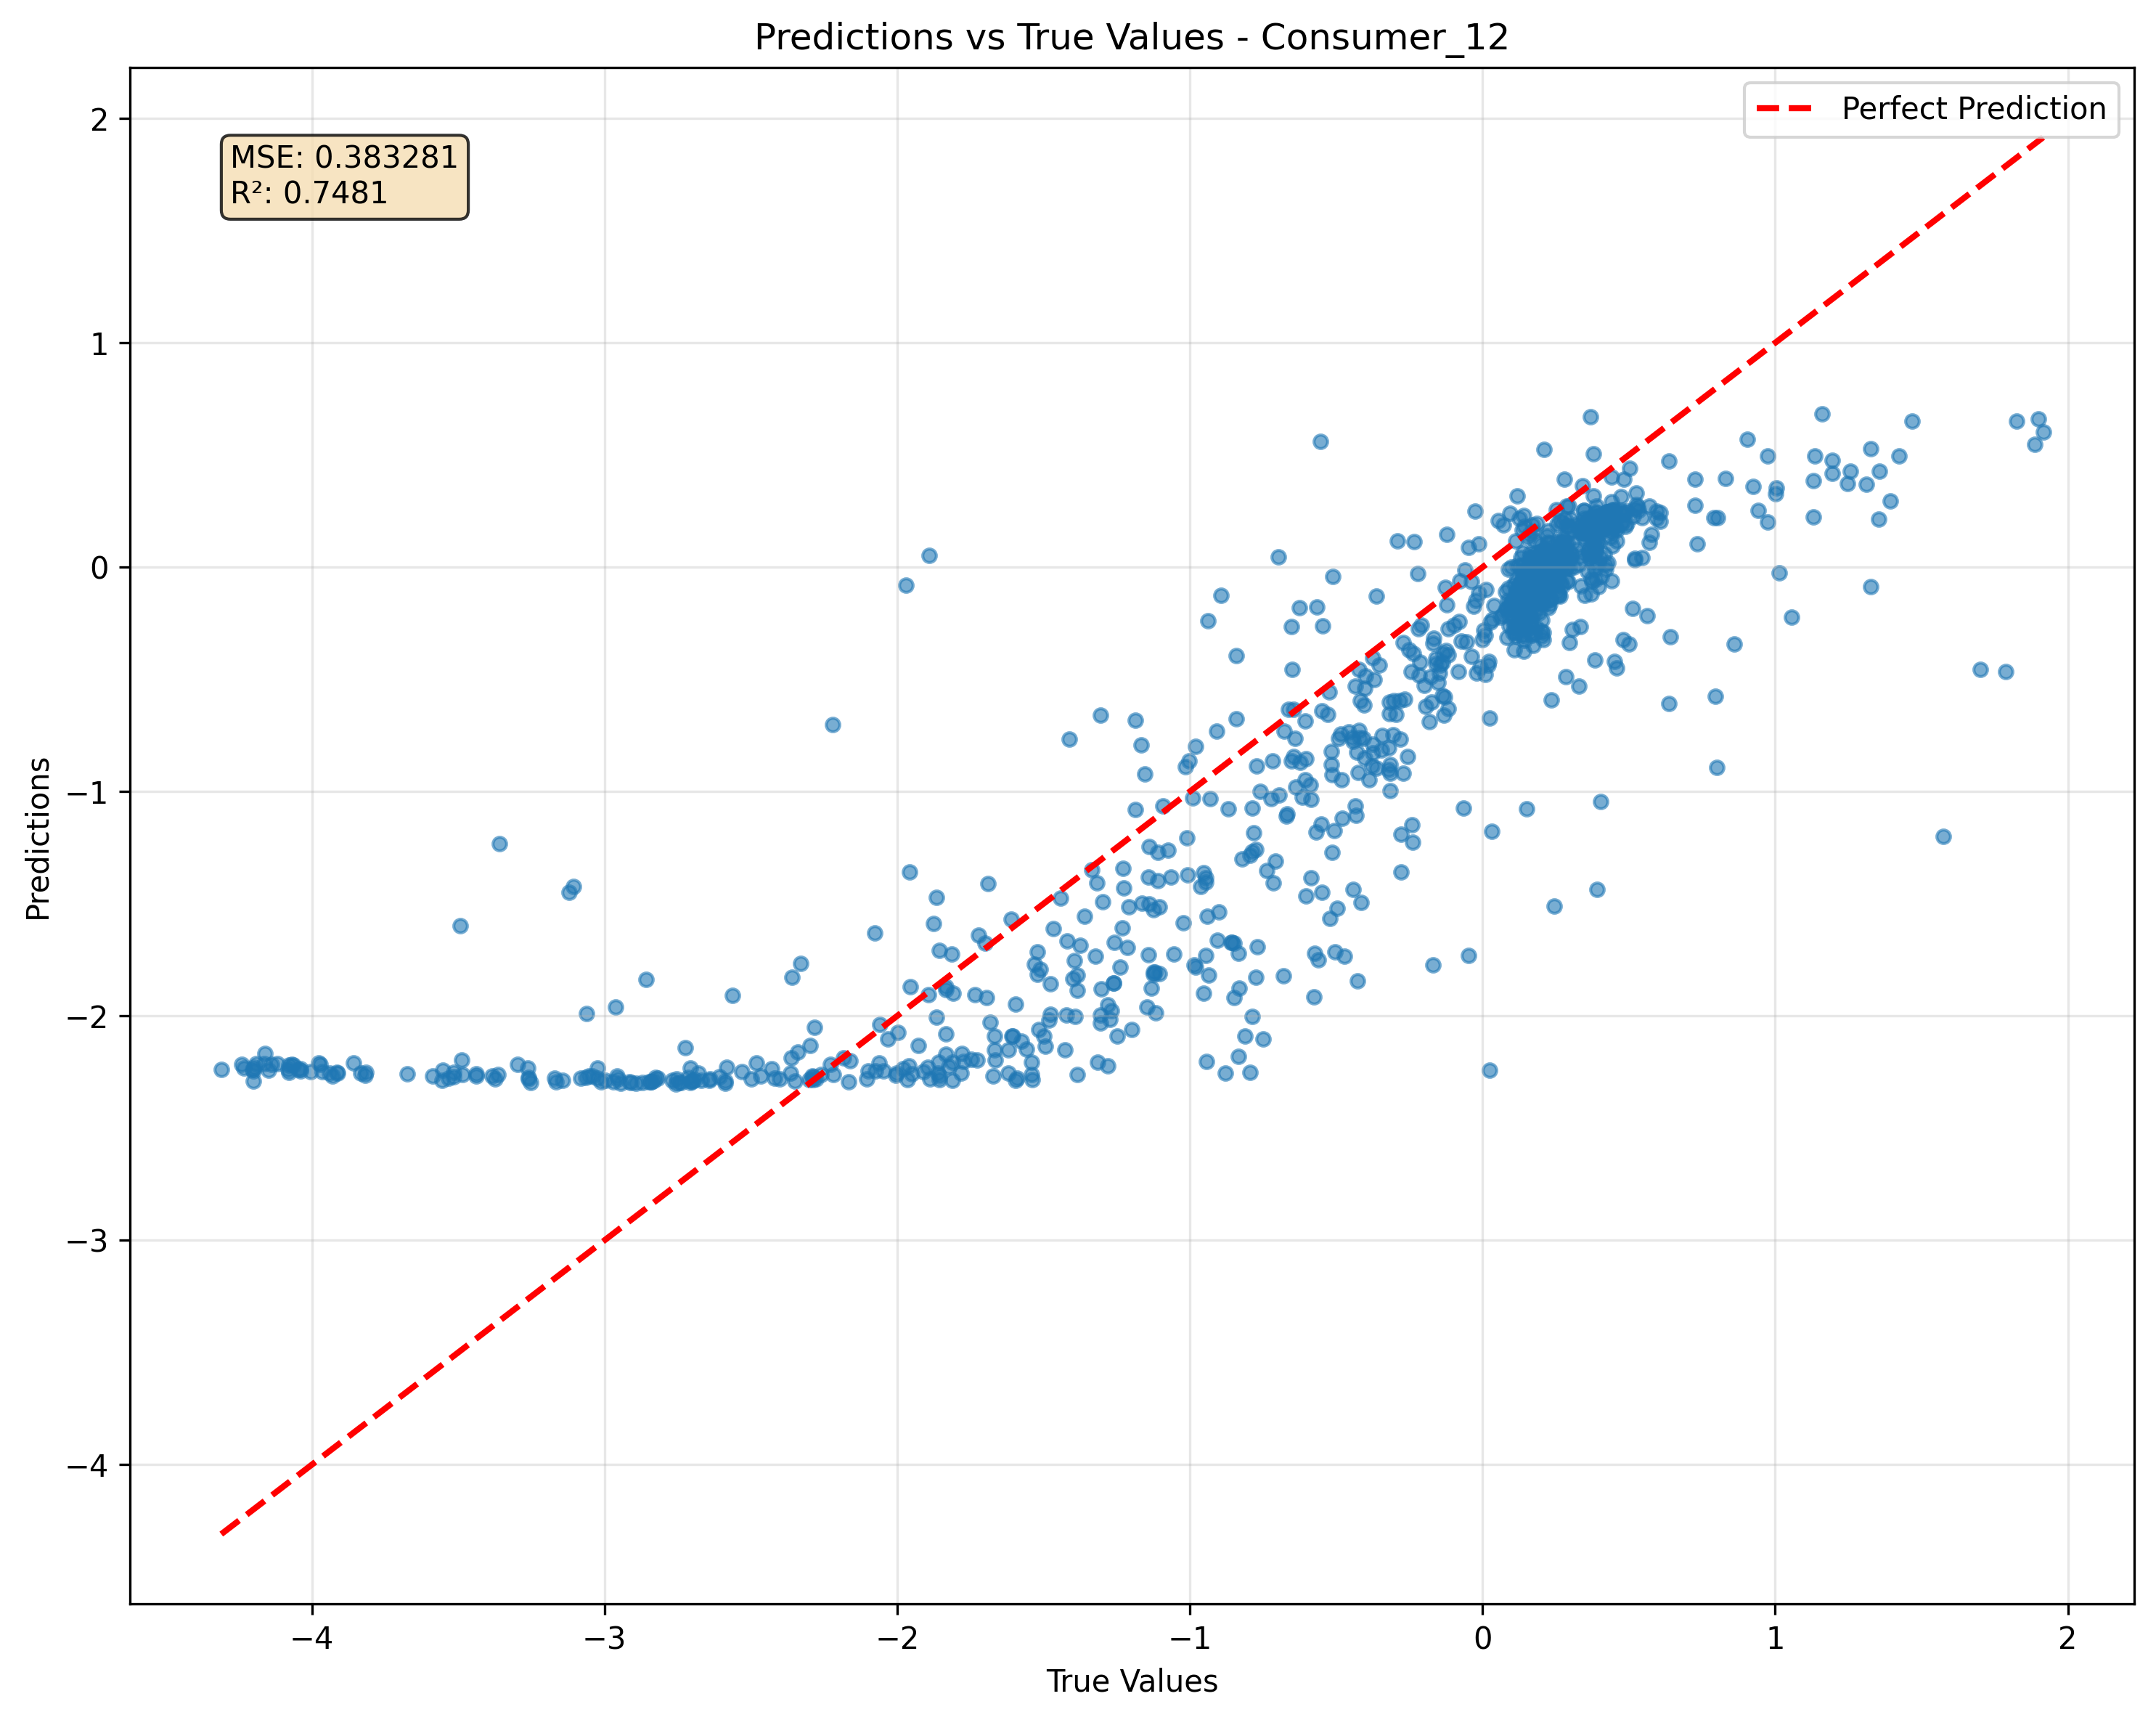 Predictions vs True Values - Consumer_12
Perfect Prediction
MSE: 0.383281
R²: 0.7481
2
1
0
−1
−2
−3
−4
Predictions
−4
−3
−2
−1
0
1
2
True Values